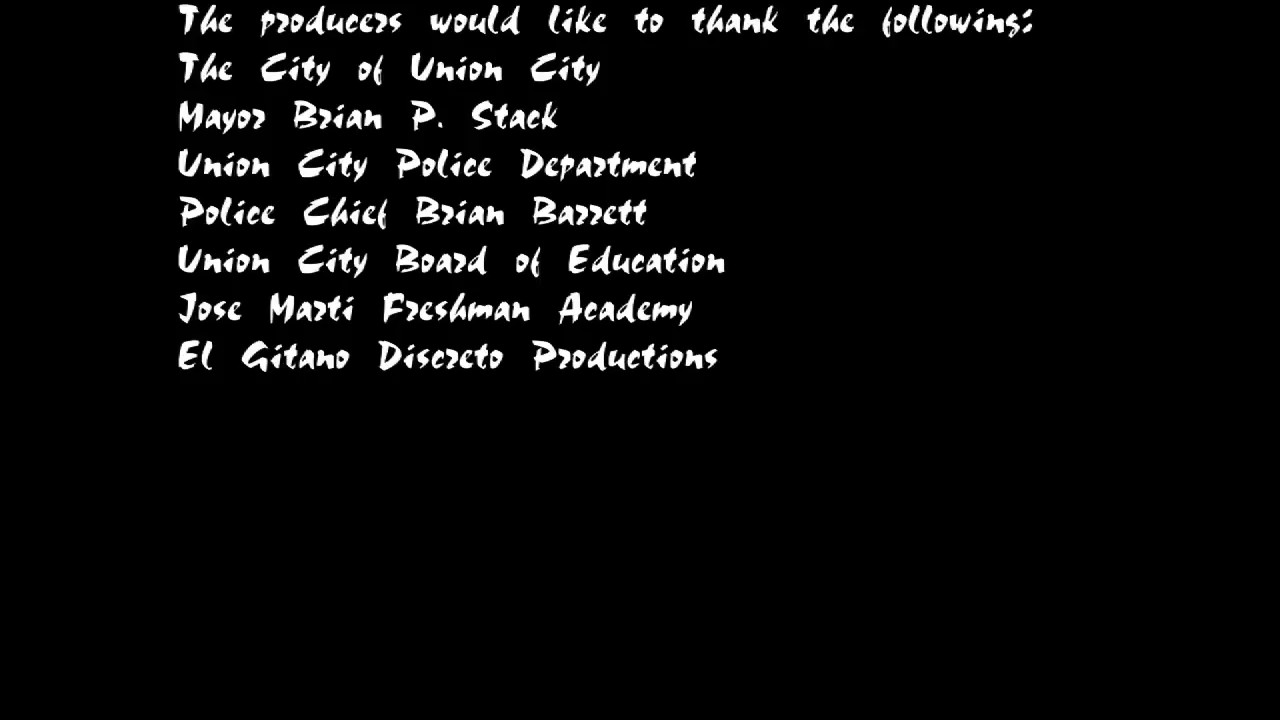 The producers would like to thank the following:
The City of Union City
Mayor Brian P. Stack
Union City Police Department
Police Chief Brian Barrett
Union City Board of Education
Jose Marti Freshman Academy
El Gitano Discreto Productions